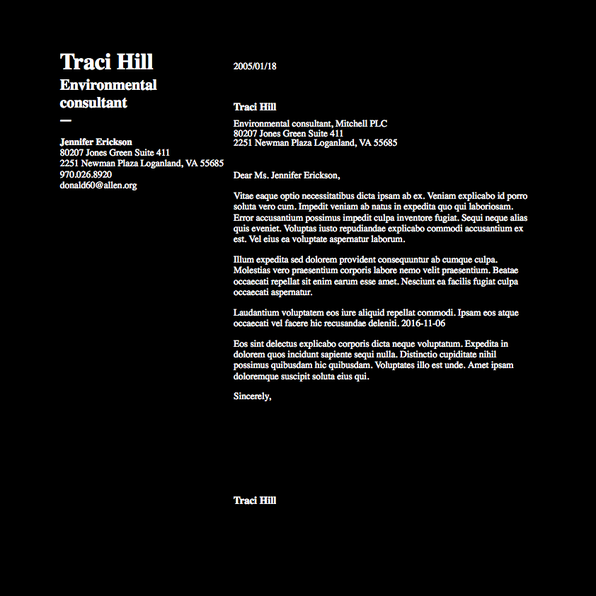 Traci Hill
Environmental
consultant
—
Jennifer Erickson
80207 Jones Green Suite 411
2251 Newman Plaza Loganland, VA 55685
970.026.8920
donald60@allen.org
2005/01/18
Traci Hill
Environmental consultant, Mitchell PLC
80207 Jones Green Suite 411
2251 Newman Plaza Loganland, VA 55685
Dear Ms. Jennifer Erickson,
Vitae eaque optio necessitatibus dicta ipsam ab ex. Veniam explicabo id porro
soluta vero cum. Impedit veniam ab natus in expedita quo qui laboriosam.
Error accusantium possimus impedit culpa inventore fugiat. Sequi neque alias
quis eveniet. Voluptas iusto repudiandae explicabo commodi accusantium ex
est. Vel eius ea voluptate aspernatur laborum.
Illum expedita sed dolorem provident consequuntur ab cumque culpa.
Molestias vero praesentium corporis labore nemo velit praesentium. Beatae
occaecati repellat sit enim earum esse amet. Nesciunt ea facilis fugiat culpa
occaecati aspernatur.
Laudantium voluptatem eos iure aliquid repellat commodi. Ipsam eos atque
occaecati vel facere hic recusandae deleniti. 2016-11-06
Eos sint delectus explicabo corporis dicta neque voluptatum. Expedita in
dolorem quos incidunt sapiente sequi nulla. Distinctio cupiditate nihil
possimus quibusdam hic quibusdam. Voluptates illo est unde. Amet ipsam
doloremque suscipit soluta eius qui.
Sincerely,
Traci Hill